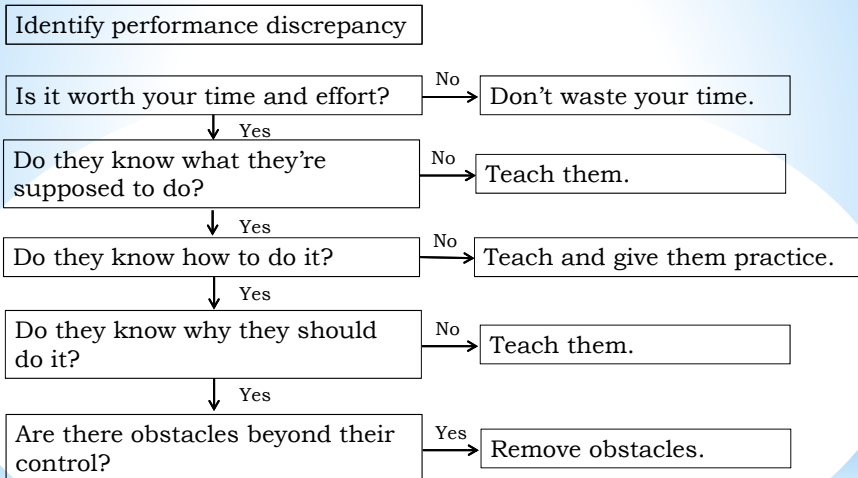 Identify performance discrepancy
Is it worth your time and effort?
No
Don’t waste your time.
Yes
Do they know what they’re
supposed to do?
No
Teach them.
Yes
Do they know how to do it?
No
Teach and give them practice.
Yes
Do they know why they should
do it?
No
Teach them.
Yes
Are there obstacles beyond their
control?
Yes
Remove obstacles.